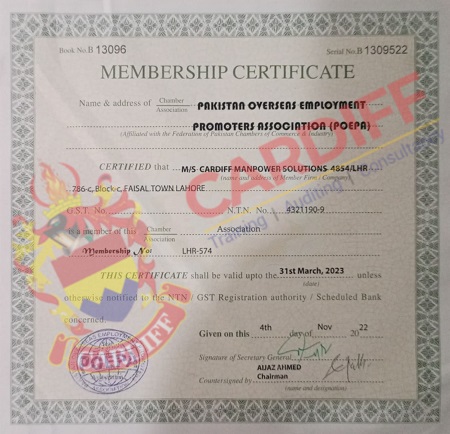 Book No.B 13096 Serial No.B 1309522
MEMBERSHIP CERTIFICATE
Name & address of Chamber Association PAKISTAN OVERSEAS EMPLOYMENT
PROMOTERS ASSOCIATION (POEPA)
(Affiliated with the Federation of Pakistan Chambers of Commerce & Industry)
CERTIFIED that M/S CARDIFF MANPOWER SOLUTIONS 4854/LHR
(name and address of Member Firm / Company)
786-c, Block-c, FAISAL TOWN LAHORE
G.S.T. No. N.T.N. No. 4321190-9
is a member of this Chamber Association Association
Membership No: LHR-574
THIS CERTIFICATE shall be valid upto the 31st March, 2023 unless
(date)
otherwise notified to the NTN / GST Registration authority / Scheduled Bank
concerned.
Given on this 4th day of Nov 2022
Signature of Secretary General
AIJAZ AHMED
Countersigned by Chairman
(name and designations)
CARDIFF
Training | Auditing | Consultancy
CARDIFF
POEPA